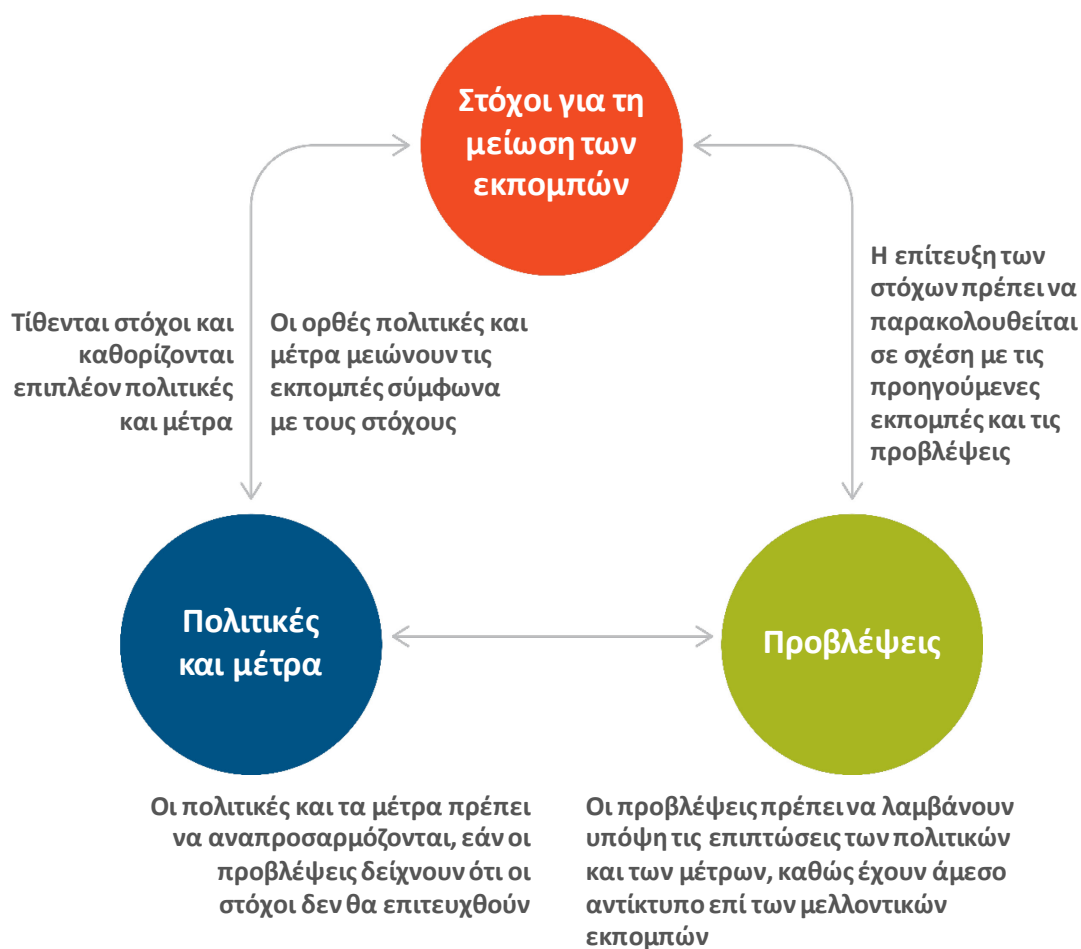 Στόχοι για τη
μείωση των
εκπομπών
Τίθενται στόχοι και
καθορίζονται
επιπλέον πολιτικές
και μέτρα
Οι ορθές πολιτικές και
μέτρα μειώνουν τις
εκπομπές σύμφωνα
με τους στόχους
Η επίτευξη των
στόχων πρέπει να
παρακολουθείται
σε σχέση με τις
προηγούμενες
εκπομπές και τις
προβλέψεις
Πολιτικές
και μέτρα
Προβλέψεις
Οι πολιτικές και τα μέτρα πρέπει
να αναπροσαρμόζονται, εάν οι
προβλέψεις δείχνουν ότι οι
στόχοι δεν θα επιτευχθούν
Οι προβλέψεις πρέπει να λαμβάνουν
υπόψη τις επιπτώσεις των πολιτικών
και των μέτρων, καθώς έχουν άμεσο
αντίκτυπο επί των μελλοντικών
εκπομπών